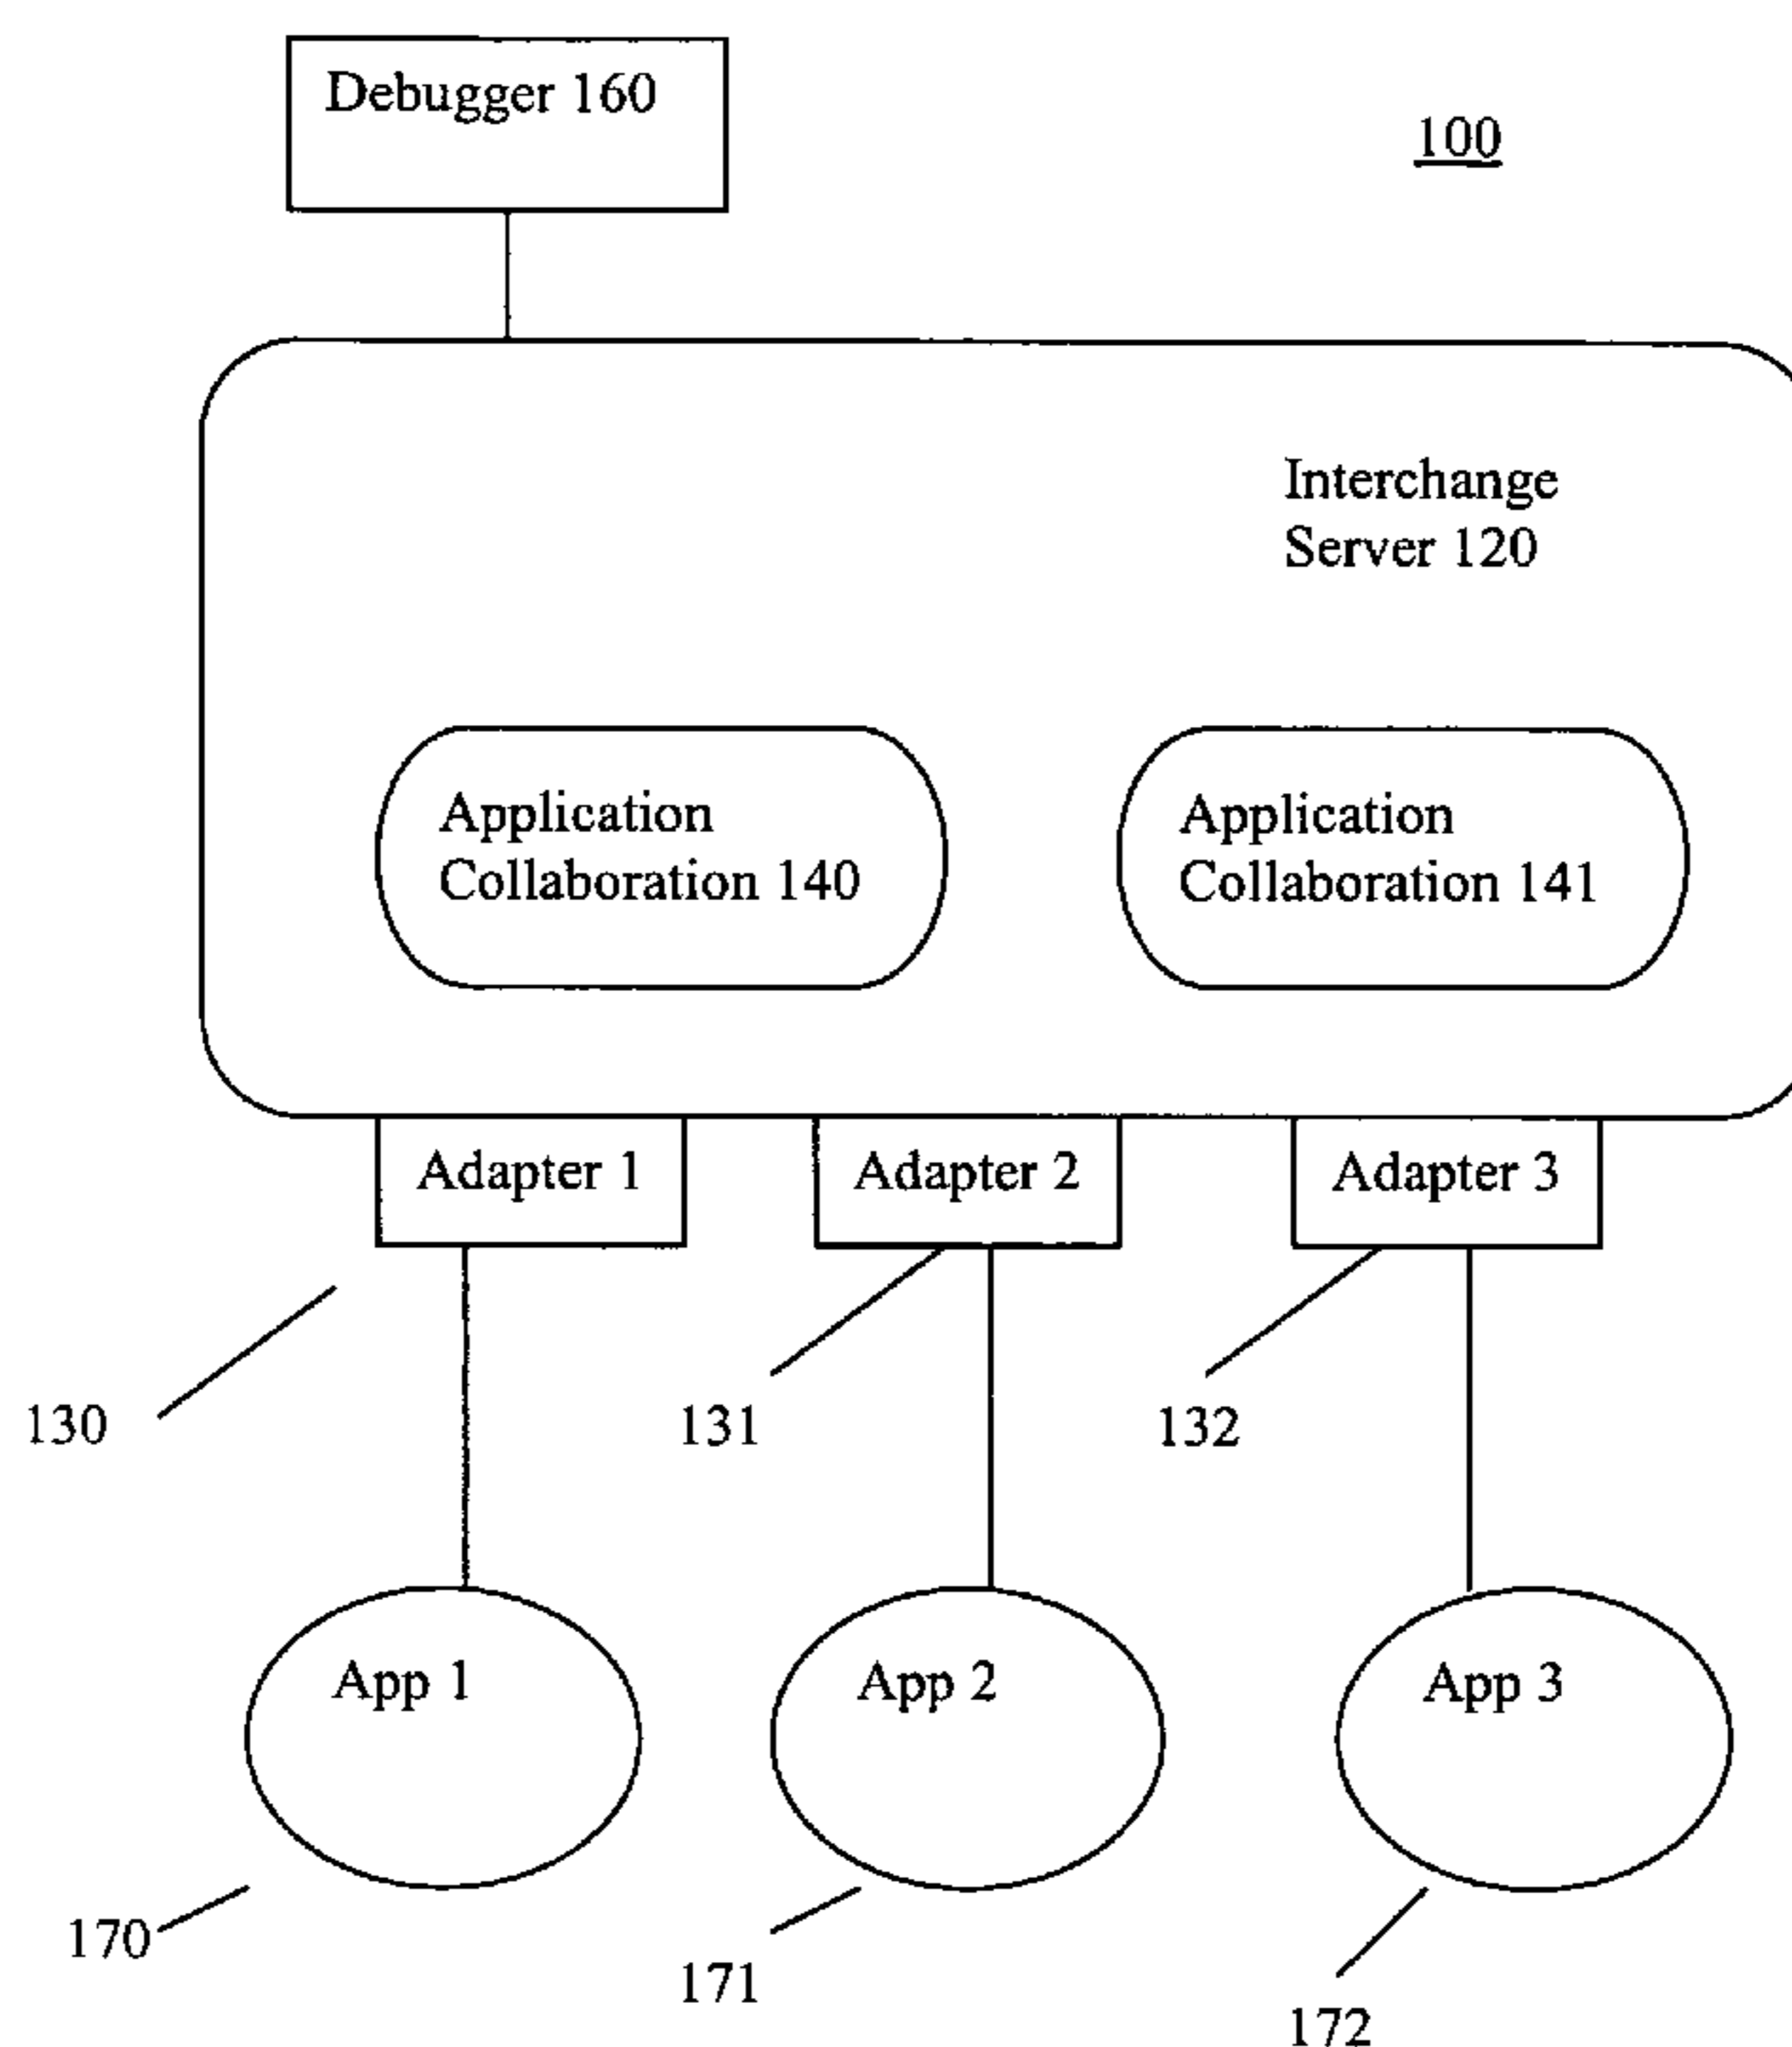 Debugger 160
100
Interchange
Server 120
Application
Collaboration 140
Application
Collaboration 141
Adapter 1
Adapter 2
Adapter 3
130
131
132
App 1
App 2
App 3
170
171
172